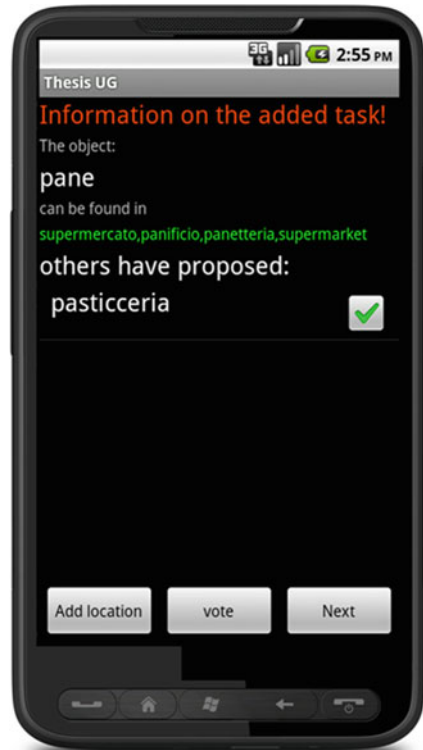 3G 2:55 PM
Thesis UG
Information on the added task!
The object:
pane
can be found in
supermercato,panificio,panetteria,supermarket
others have proposed:
pasticceria
Add location vote Next